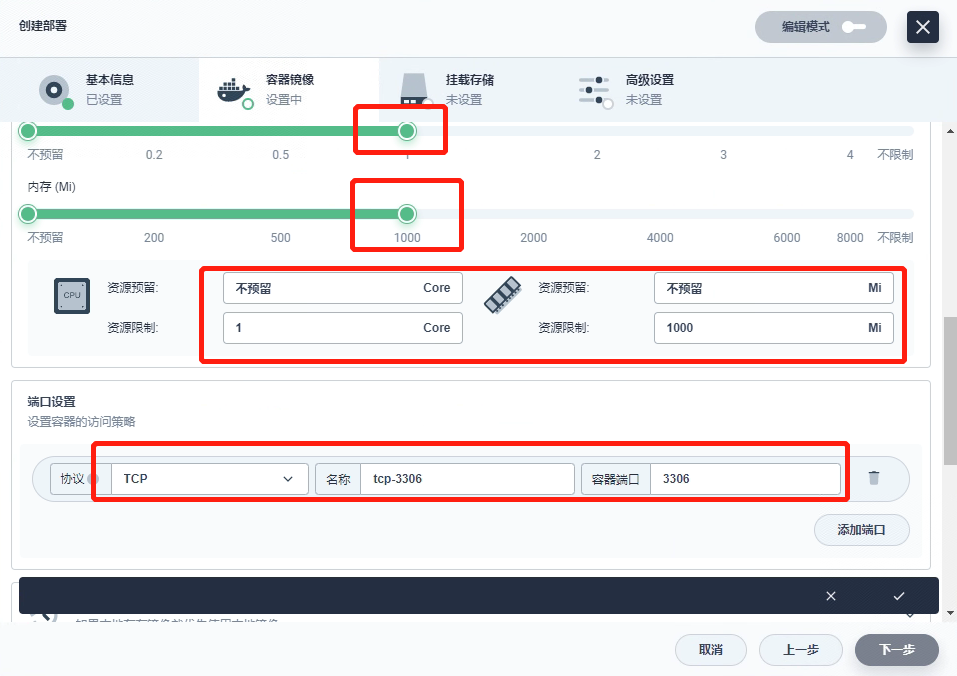 创建部署
编辑模式
基本信息
已设置
容器镜像
设置中
挂载存储
未设置
高级设置
未设置
不预留 0.2 0.5 1 2 3 4 不限制
内存 (Mi)
不预留 200 500 1000 2000 4000 6000 8000 不限制
CPU
资源预留: 不预留 Core
资源限制: 1 Core
资源预留: 不预留 Mi
资源限制: 1000 Mi
端口设置
设置容器的访问策略
协议 TCP 名称 tcp-3306 容器端口 3306
添加端口
取消 上一步 下一步